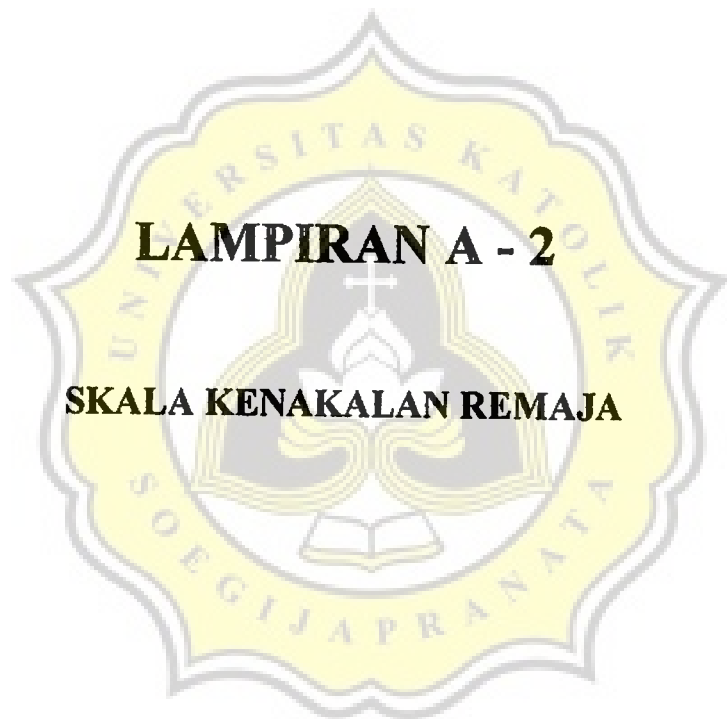 UNIVERSITAS KATOLIK
LAMPIRAN A - 2
SKALA KENAKALAN REMAJA
SOEGIJAPRANATA